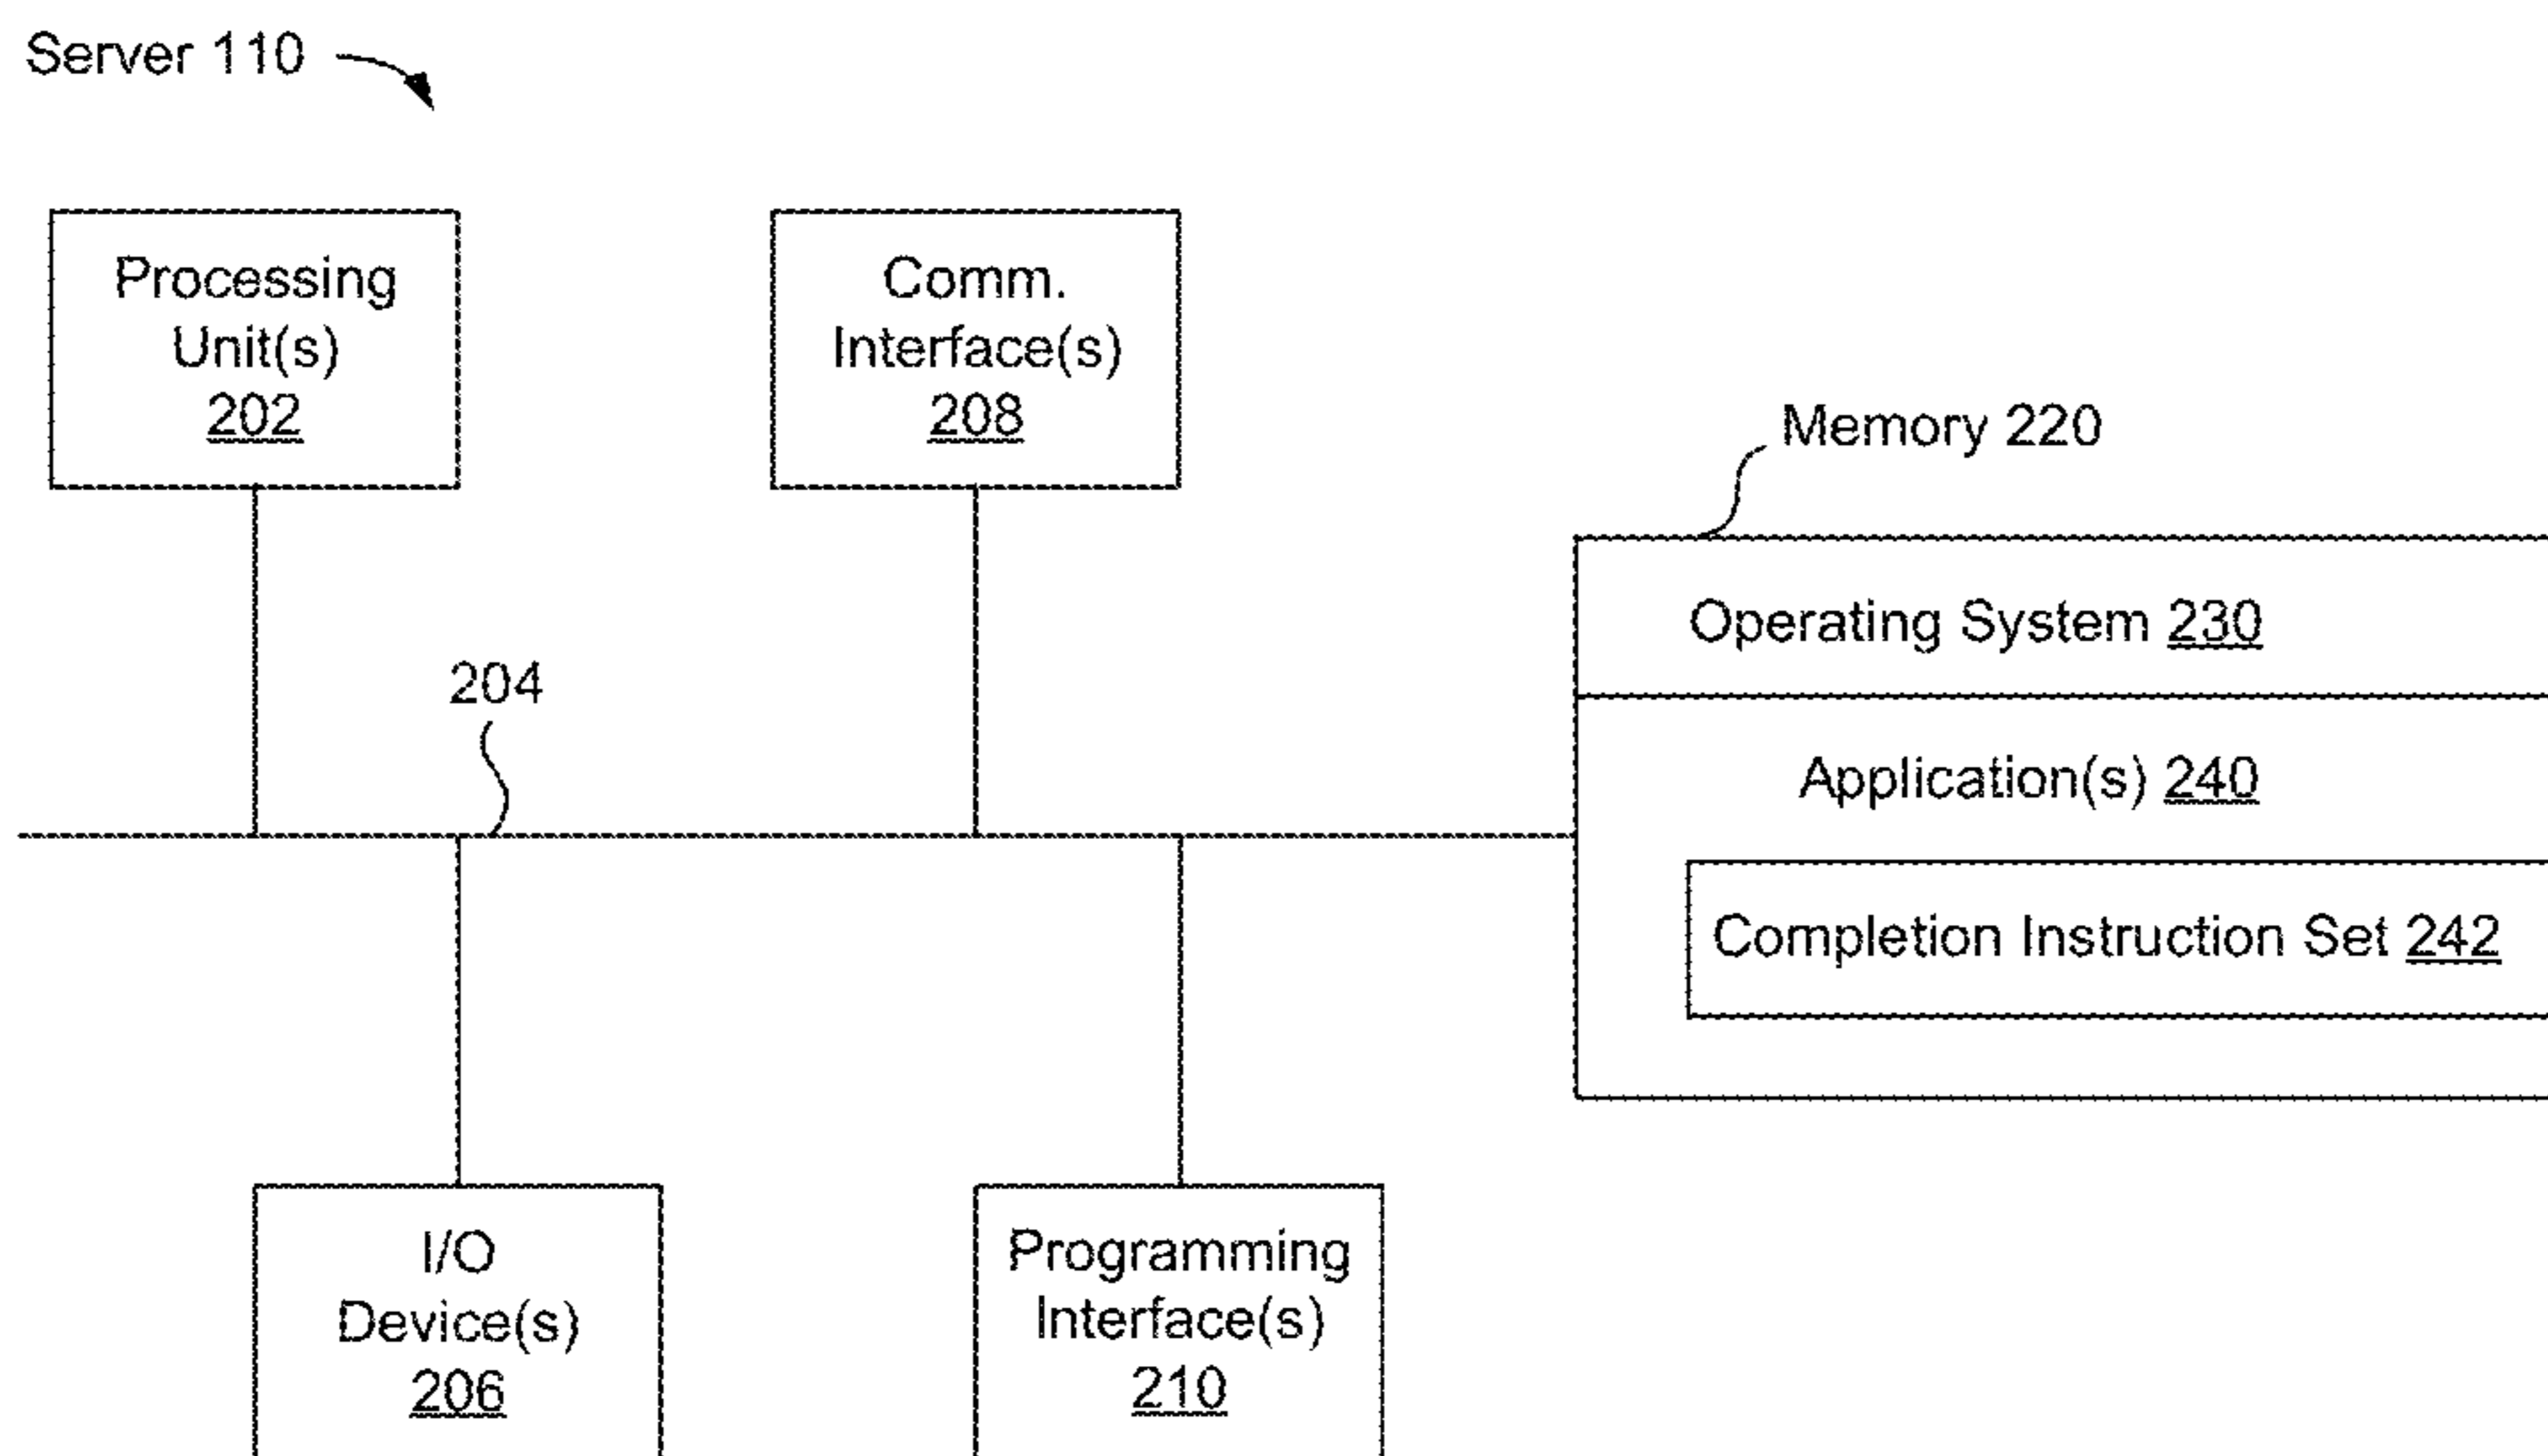 Server 110
Processing
Unit(s)
202
Comm.
Interface(s)
208
Memory 220
Operating System 230
204
Application(s) 240
Completion Instruction Set 242
I/O
Device(s)
206
Programming
Interface(s)
210